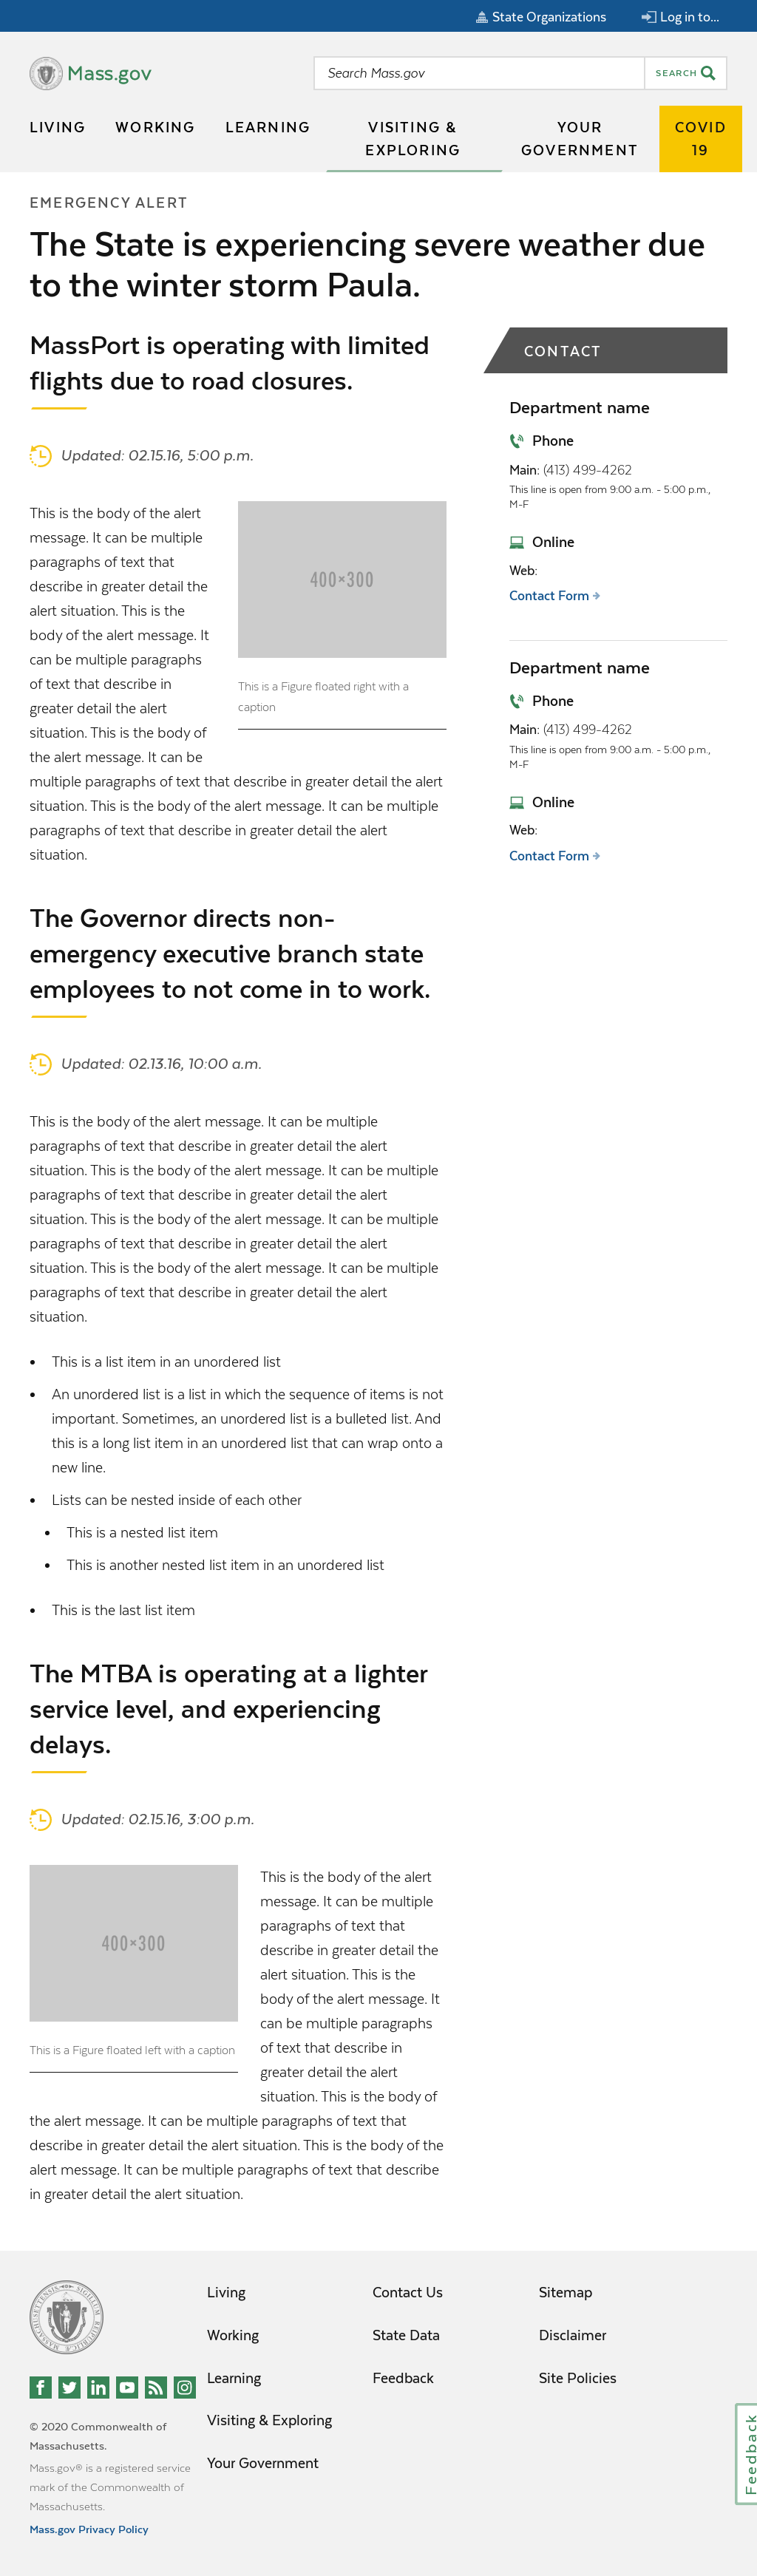 State Organizations
Log in to...
Mass.gov
Search Mass.gov
SEARCH
LIVING
WORKING
LEARNING
VISITING &
EXPLORING
YOUR
GOVERNMENT
COVID
19
EMERGENCY ALERT
The State is experiencing severe weather due
to the winter storm Paula.
MassPort is operating with limited
flights due to road closures.
Updated: 02.15.16, 5:00 p.m.
This is the body of the alert
message. It can be multiple
paragraphs of text that
describe in greater detail the
alert situation. This is the
body of the alert message. It
can be multiple paragraphs
of text that describe in
greater detail the alert
situation. This is the body of
the alert message. It can be
400×300
This is a Figure floated right with a
caption
multiple paragraphs of text that describe in greater detail the alert
situation. This is the body of the alert message. It can be multiple
paragraphs of text that describe in greater detail the alert
situation.
The Governor directs non-
emergency executive branch state
employees to not come in to work.
Updated: 02.13.16, 10:00 a.m.
This is the body of the alert message. It can be multiple
paragraphs of text that describe in greater detail the alert
situation. This is the body of the alert message. It can be multiple
paragraphs of text that describe in greater detail the alert
situation. This is the body of the alert message. It can be multiple
paragraphs of text that describe in greater detail the alert
situation. This is the body of the alert message. It can be multiple
paragraphs of text that describe in greater detail the alert
situation.
This is a list item in an unordered list
An unordered list is a list in which the sequence of items is not
important. Sometimes, an unordered list is a bulleted list. And
this is a long list item in an unordered list that can wrap onto a
new line.
Lists can be nested inside of each other
This is a nested list item
This is another nested list item in an unordered list
This is the last list item
The MTBA is operating at a lighter
service level, and experiencing
delays.
Updated: 02.15.16, 3:00 p.m.
400×300
This is a Figure floated left with a caption
This is the body of the alert
message. It can be multiple
paragraphs of text that
describe in greater detail the
alert situation. This is the
body of the alert message. It
can be multiple paragraphs
of text that describe in
greater detail the alert
situation. This is the body of
the alert message. It can be multiple paragraphs of text that
describe in greater detail the alert situation. This is the body of the
alert message. It can be multiple paragraphs of text that describe
in greater detail the alert situation.
CONTACT
Department name
Phone
Main: (413) 499-4262
This line is open from 9:00 a.m. - 5:00 p.m.,
M-F
Online
Web:
Contact Form
Department name
Phone
Main: (413) 499-4262
This line is open from 9:00 a.m. - 5:00 p.m.,
M-F
Online
Web:
Contact Form
Living
Working
Learning
Visiting & Exploring
Your Government
Contact Us
State Data
Feedback
Sitemap
Disclaimer
Site Policies
© 2020 Commonwealth of
Massachusetts.
Mass.gov® is a registered service
mark of the Commonwealth of
Massachusetts.
Mass.gov Privacy Policy
Feedback